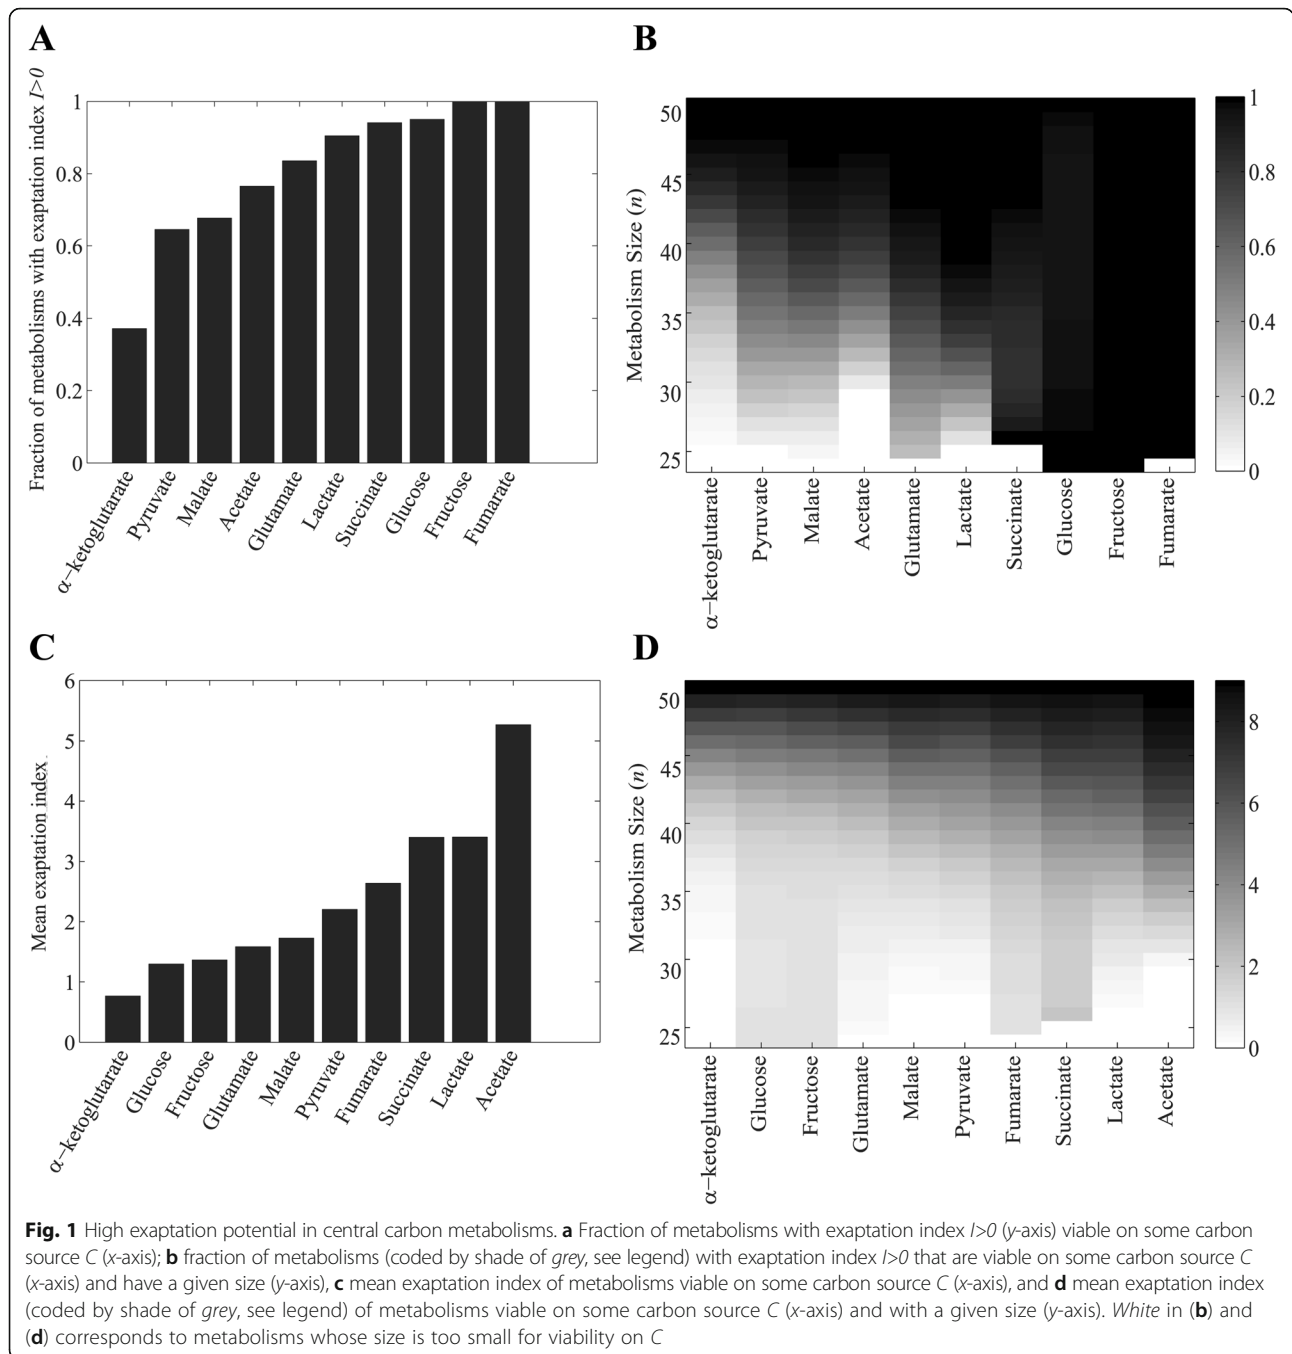 A
Fraction of metabolisms with exaptation index I>0
1
0.8
0.6
0.4
0.2
0
α−ketoglutarate
Pyruvate
Malate
Acetate
Glutamate
Lactate
Succinate
Glucose
Fructose
Fumarate
B
Metabolism Size (n)
50
45
40
35
30
25
α−ketoglutarate
Pyruvate
Malate
Acetate
Glutamate
Lactate
Succinate
Glucose
Fructose
Fumarate
1
0.8
0.6
0.4
0.2
0
C
Mean exaptation index
6
5
4
3
2
1
0
α−ketoglutarate
Glucose
Fructose
Glutamate
Malate
Pyruvate
Fumarate
Succinate
Lactate
Acetate
D
Metabolism Size (n)
50
45
40
35
30
25
α−ketoglutarate
Glucose
Fructose
Glutamate
Malate
Pyruvate
Fumarate
Succinate
Lactate
Acetate
8
6
4
2
0
Fig. 1 High exaptation potential in central carbon metabolisms. a Fraction of metabolisms with exaptation index I>0 (y-axis) viable on some carbon
source C (x-axis); b fraction of metabolisms (coded by shade of grey, see legend) with exaptation index I>0 that are viable on some carbon source C
(x-axis) and have a given size (y-axis), c mean exaptation index of metabolisms viable on some carbon source C (x-axis), and d mean exaptation index
(coded by shade of grey, see legend) of metabolisms viable on some carbon source C (x-axis) and with a given size (y-axis). White in (b) and
(d) corresponds to metabolisms whose size is too small for viability on C